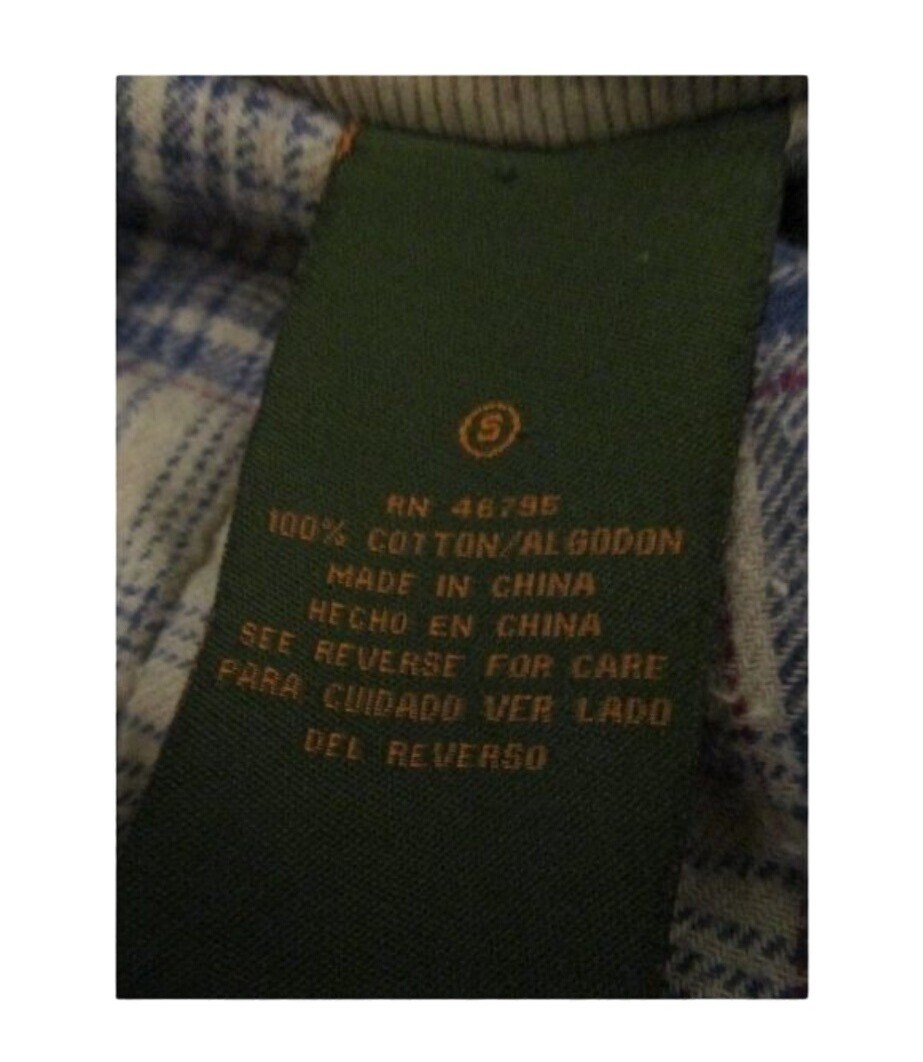 S
RN 46795
100% COTTON/ALGODON
MADE IN CHINA
HECHO EN CHINA
SEE REVERSE FOR CARE
PARA CUIDADO VER LADO
DEL REVERSO